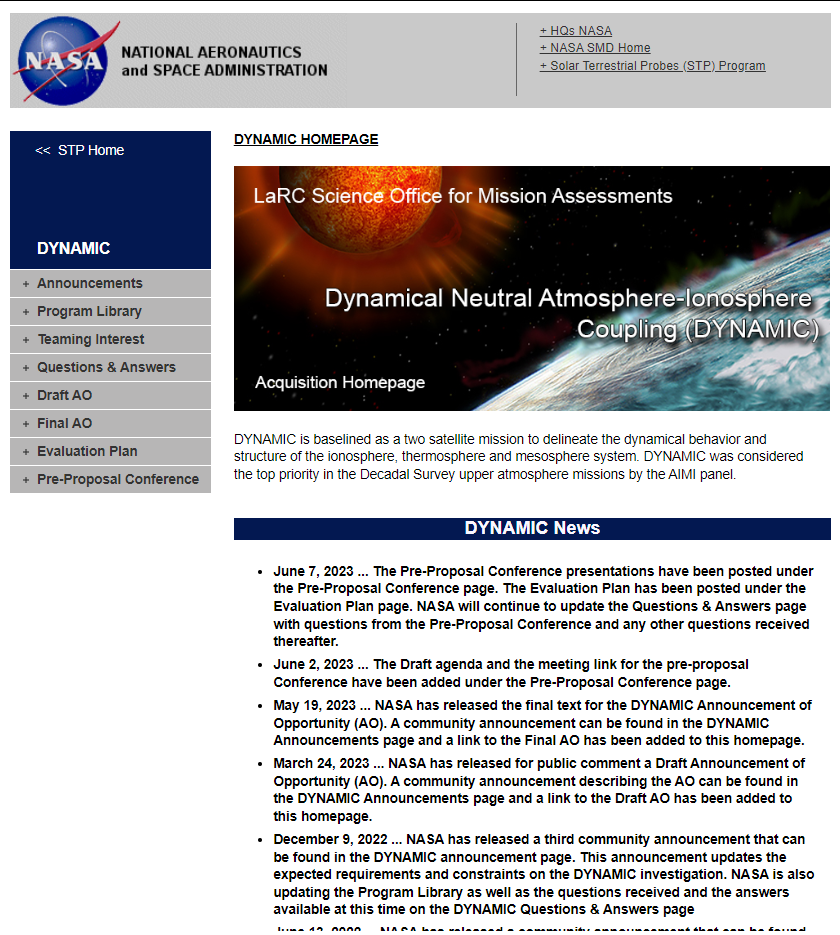 NASA
NATIONAL AERONAUTICS
and SPACE ADMINISTRATION
+ HQs NASA
+ NASA SMD Home
+ Solar Terrestrial Probes (STP) Program
<< STP Home
DYNAMIC
+ Announcements
+ Program Library
+ Teaming Interest
+ Questions & Answers
+ Draft AO
+ Final AO
+ Evaluation Plan
+ Pre-Proposal Conference
DYNAMIC HOMEPAGE
LaRC Science Office for Mission Assessments
Dynamical Neutral Atmosphere-Ionosphere
Coupling (DYNAMIC)
Acquisition Homepage
DYNAMIC is baselined as a two satellite mission to delineate the dynamical behavior and
structure of the ionosphere, thermosphere and mesosphere system. DYNAMIC was considered
the top priority in the Decadal Survey upper atmosphere missions by the AIMI panel.
DYNAMIC News
• June 7, 2023 ... The Pre-Proposal Conference presentations have been posted under
the Pre-Proposal Conference page. The Evaluation Plan has been posted under the
Evaluation Plan page. NASA will continue to update the Questions & Answers page
with questions from the Pre-Proposal Conference and any other questions received
thereafter.
• June 2, 2023 ... The Draft agenda and the meeting link for the pre-proposal
Conference have been added under the Pre-Proposal Conference page.
• May 19, 2023 ... NASA has released the final text for the DYNAMIC Announcement of
Opportunity (AO). A community announcement can be found in the DYNAMIC
Announcements page and a link to the Final AO has been added to this homepage.
• March 24, 2023 ... NASA has released for public comment a Draft Announcement of
Opportunity (AO). A community announcement describing the AO can be found in
the DYNAMIC Announcements page and a link to the Draft AO has been added to
this homepage.
• December 9, 2022 ... NASA has released a third community announcement that can
be found in the DYNAMIC announcement page. This announcement updates the
expected requirements and constraints on the DYNAMIC investigation. NASA is also
updating the Program Library as well as the questions received and the answers
available at this time on the DYNAMIC Questions & Answers page
NASA has released a community announcement that can be found